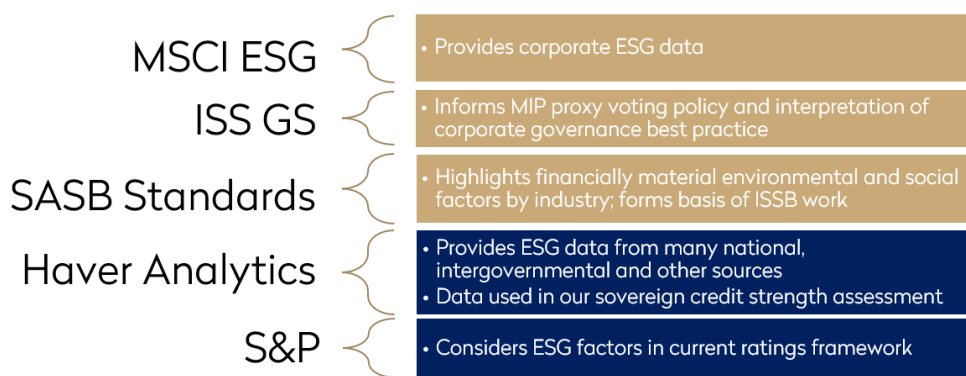 MSCI ESG
• Provides corporate ESG data
ISS GS
• Informs MIP proxy voting policy and interpretation of
corporate governance best practice
SASB Standards
• Highlights financially material environmental and social
factors by industry; forms basis of ISSB work
Haver Analytics
• Provides ESG data from many national,
intergovernmental and other sources
• Data used in our sovereign credit strength assessment
S&P
• Considers ESG factors in current ratings framework